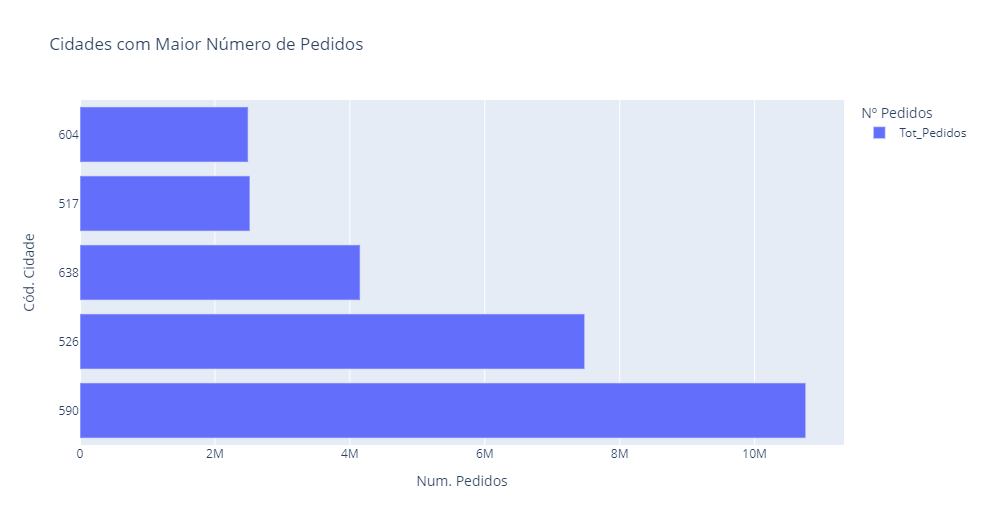 Cidades com Maior Número de Pedidos
Nº Pedidos
Tot_Pedidos
Cód. Cidade
604
517
638
526
590
0 2M 4M 6M 8M 10M
Num. Pedidos